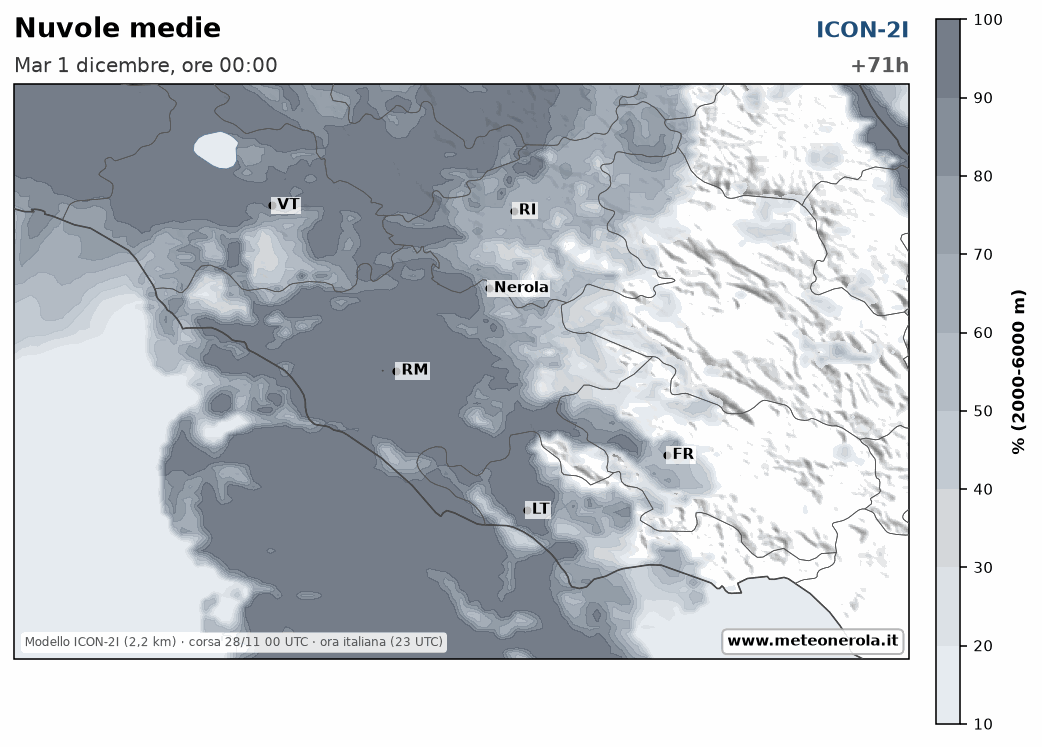 Nuvole medie
ICON-2I
Mar 1 dicembre, ore 00:00
+71h
VT
RI
Nerola
RM
FR
LT
Modello ICON-2I (2,2 km) · corsa 28/11 00 UTC · ora italiana (23 UTC)
www.meteonerola.it
100
90
80
70
60
50
40
30
20
10
% (2000-6000 m)